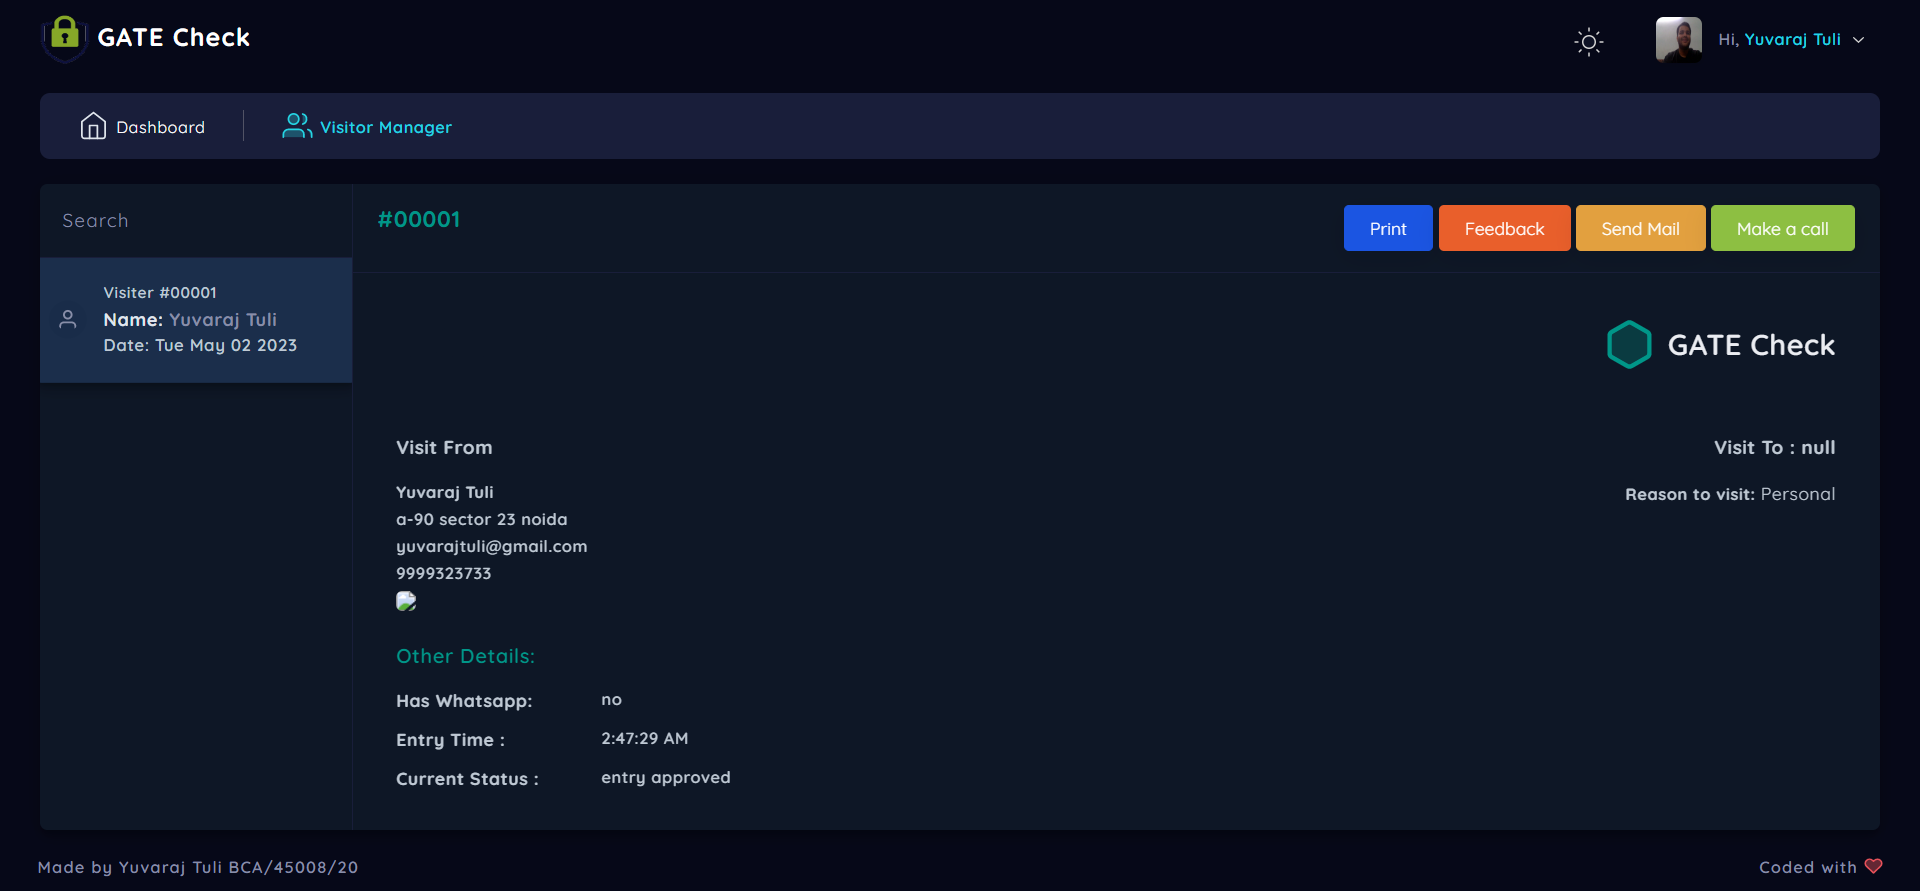 GATE Check
Hi, Yuvaraj Tuli
Dashboard
Visitor Manager
Search
Visiter #00001
Name: Yuvaraj Tuli
Date: Tue May 02 2023
#00001
Print
Feedback
Send Mail
Make a call
GATE Check
Visit From
Visit To : null
Yuvaraj Tuli
Reason to visit: Personal
a-90 sector 23 noida
yuvarajtuli@gmail.com
9999323733
Other Details:
Has Whatsapp: no
Entry Time : 2:47:29 AM
Current Status : entry approved
Made by Yuvaraj Tuli BCA/45008/20
Coded with